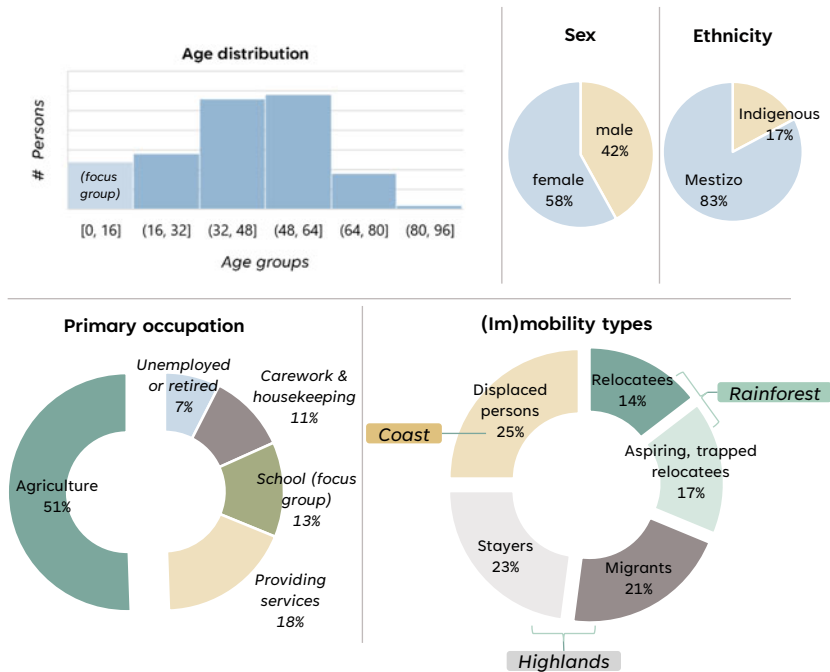 Age distribution
# Persons
(focus
group)
[0, 16]
(16, 32]
(32, 48]
(48, 64]
(64, 80]
(80, 96]
Age groups
Sex
male
42%
female
58%
Ethnicity
Indigenous
17%
Mestizo
83%
Primary occupation
Unemployed
or retired
7%
Carework &
housekeeping
11%
School (focus
group)
13%
Providing
services
18%
Agriculture
51%
(Im)mobility types
Relocatees
14%
Rainforest
Aspiring, trapped
relocatees
17%
Migrants
21%
Highlands
Stayers
23%
Coast
Displaced
persons
25%